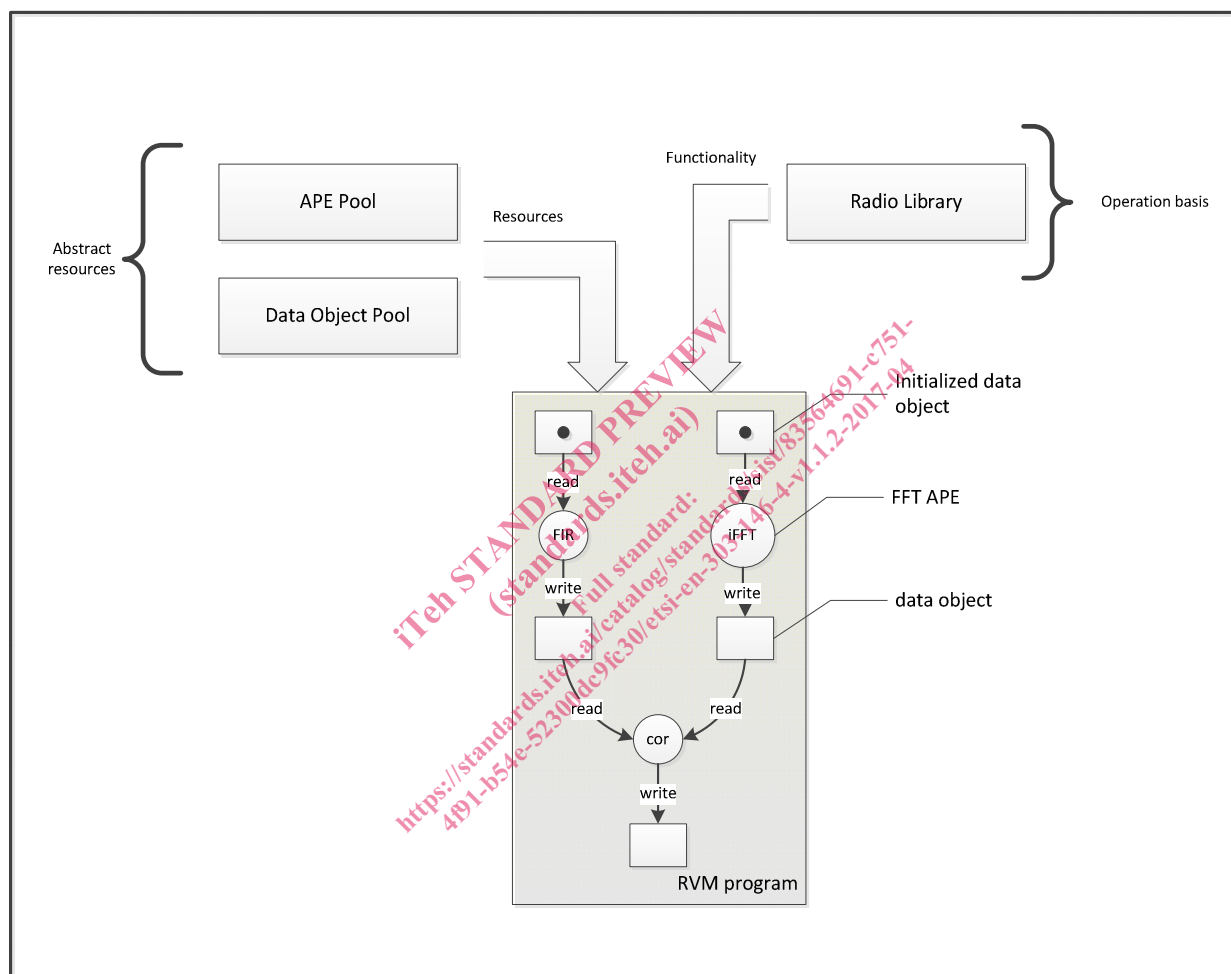 Functionality
APE Pool
Radio Library
Resources
Operation basis
Abstract
resources
Data Object Pool
Initialized data
object
read
read
FFT APE
FIR
iFFT
write
write
data object
read
read
cor
write
RVM program
iTeh STANDARD PREVIEW
(standards.iteh.ai)
Full standard:
https://standards.iteh.ai/catalog/standards/sist/83564691-c751-
4f91-b54e-52300dc9fc30/etsi-en-303-146-4-v1.1.2-2017-04